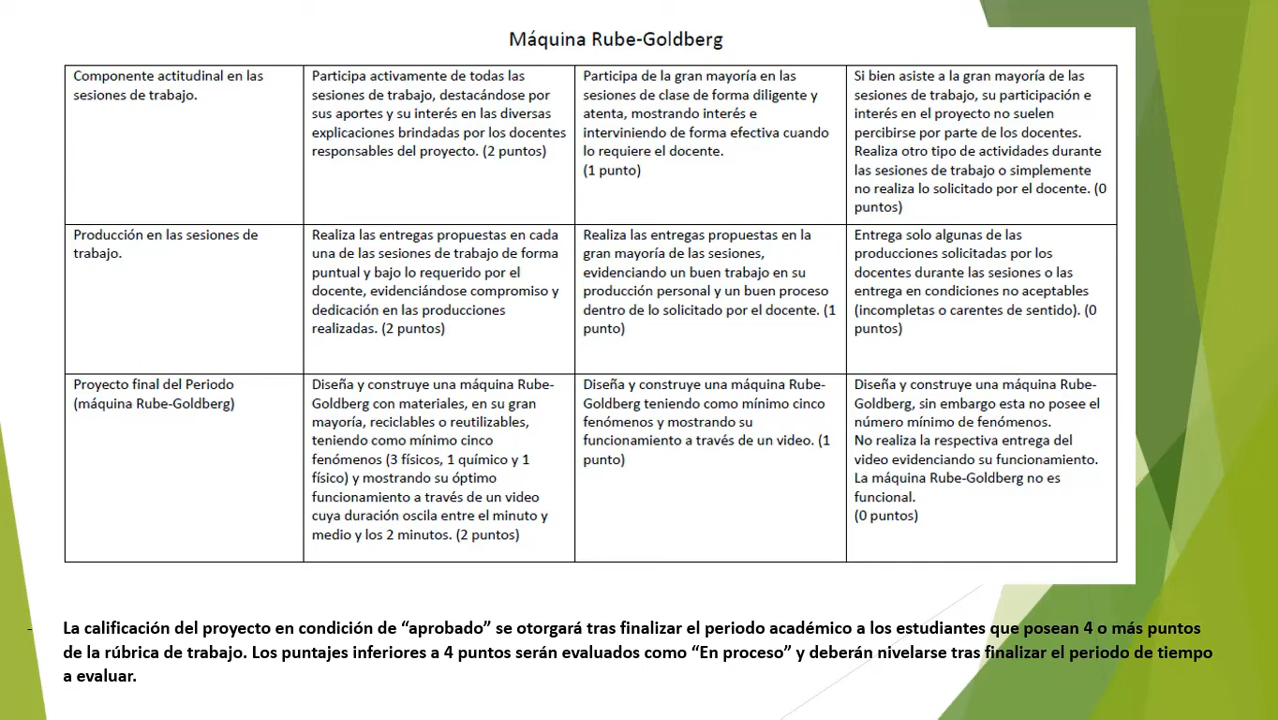 Máquina Rube-Goldberg
Componente actitudinal en las
sesiones de trabajo.
Participa activamente de todas las
sesiones de trabajo, destacándose por
sus aportes y su interés en las diversas
explicaciones brindadas por los docentes
responsables del proyecto. (2 puntos)
Participa de la gran mayoría en las
sesiones de clase de forma diligente y
atenta, mostrando interés e
interviniendo de forma efectiva cuando
lo requiere el docente.
(1 punto)
Si bien asiste a la gran mayoría de las
sesiones de trabajo, su participación e
interés en el proyecto no suelen
percibirse por parte de los docentes.
Realiza otro tipo de actividades durante
las sesiones de trabajo o simplemente
no realiza lo solicitado por el docente. (0
puntos)
Producción en las sesiones de
trabajo.
Realiza las entregas propuestas en cada
una de las sesiones de trabajo de forma
puntual y bajo lo requerido por el
docente, evidenciándose compromiso y
dedicación en las producciones
realizadas. (2 puntos)
Realiza las entregas propuestas en la
gran mayoría de las sesiones,
evidenciando un buen trabajo en su
producción personal y un buen proceso
dentro de lo solicitado por el docente. (1
punto)
Entrega solo algunas de las
producciones solicitadas por los
docentes durante las sesiones o las
entrega en condiciones no aceptables
(incompletas o carentes de sentido). (0
puntos)
Proyecto final del Periodo
(máquina Rube-Goldberg)
Diseña y construye una máquina Rube-
Goldberg con materiales, en su gran
mayoría, reciclables o reutilizables,
teniendo como mínimo cinco
fenómenos (3 físicos, 1 químico y 1
físico) y mostrando su óptimo
funcionamiento a través de un video
cuya duración oscila entre el minuto y
medio y los 2 minutos. (2 puntos)
Diseña y construye una máquina Rube-
Goldberg teniendo como mínimo cinco
fenómenos y mostrando su
funcionamiento a través de un video. (1
punto)
Diseña y construye una máquina Rube-
Goldberg, sin embargo esta no posee el
número mínimo de fenómenos.
No realiza la respectiva entrega del
video evidenciando su funcionamiento.
La máquina Rube-Goldberg no es
funcional.
(0 puntos)
La calificación del proyecto en condición de “aprobado” se otorgará tras finalizar el periodo académico a los estudiantes que posean 4 o más puntos
de la rúbrica de trabajo. Los puntajes inferiores a 4 puntos serán evaluados como “En proceso” y deberán nivelarse tras finalizar el periodo de tiempo
a evaluar.